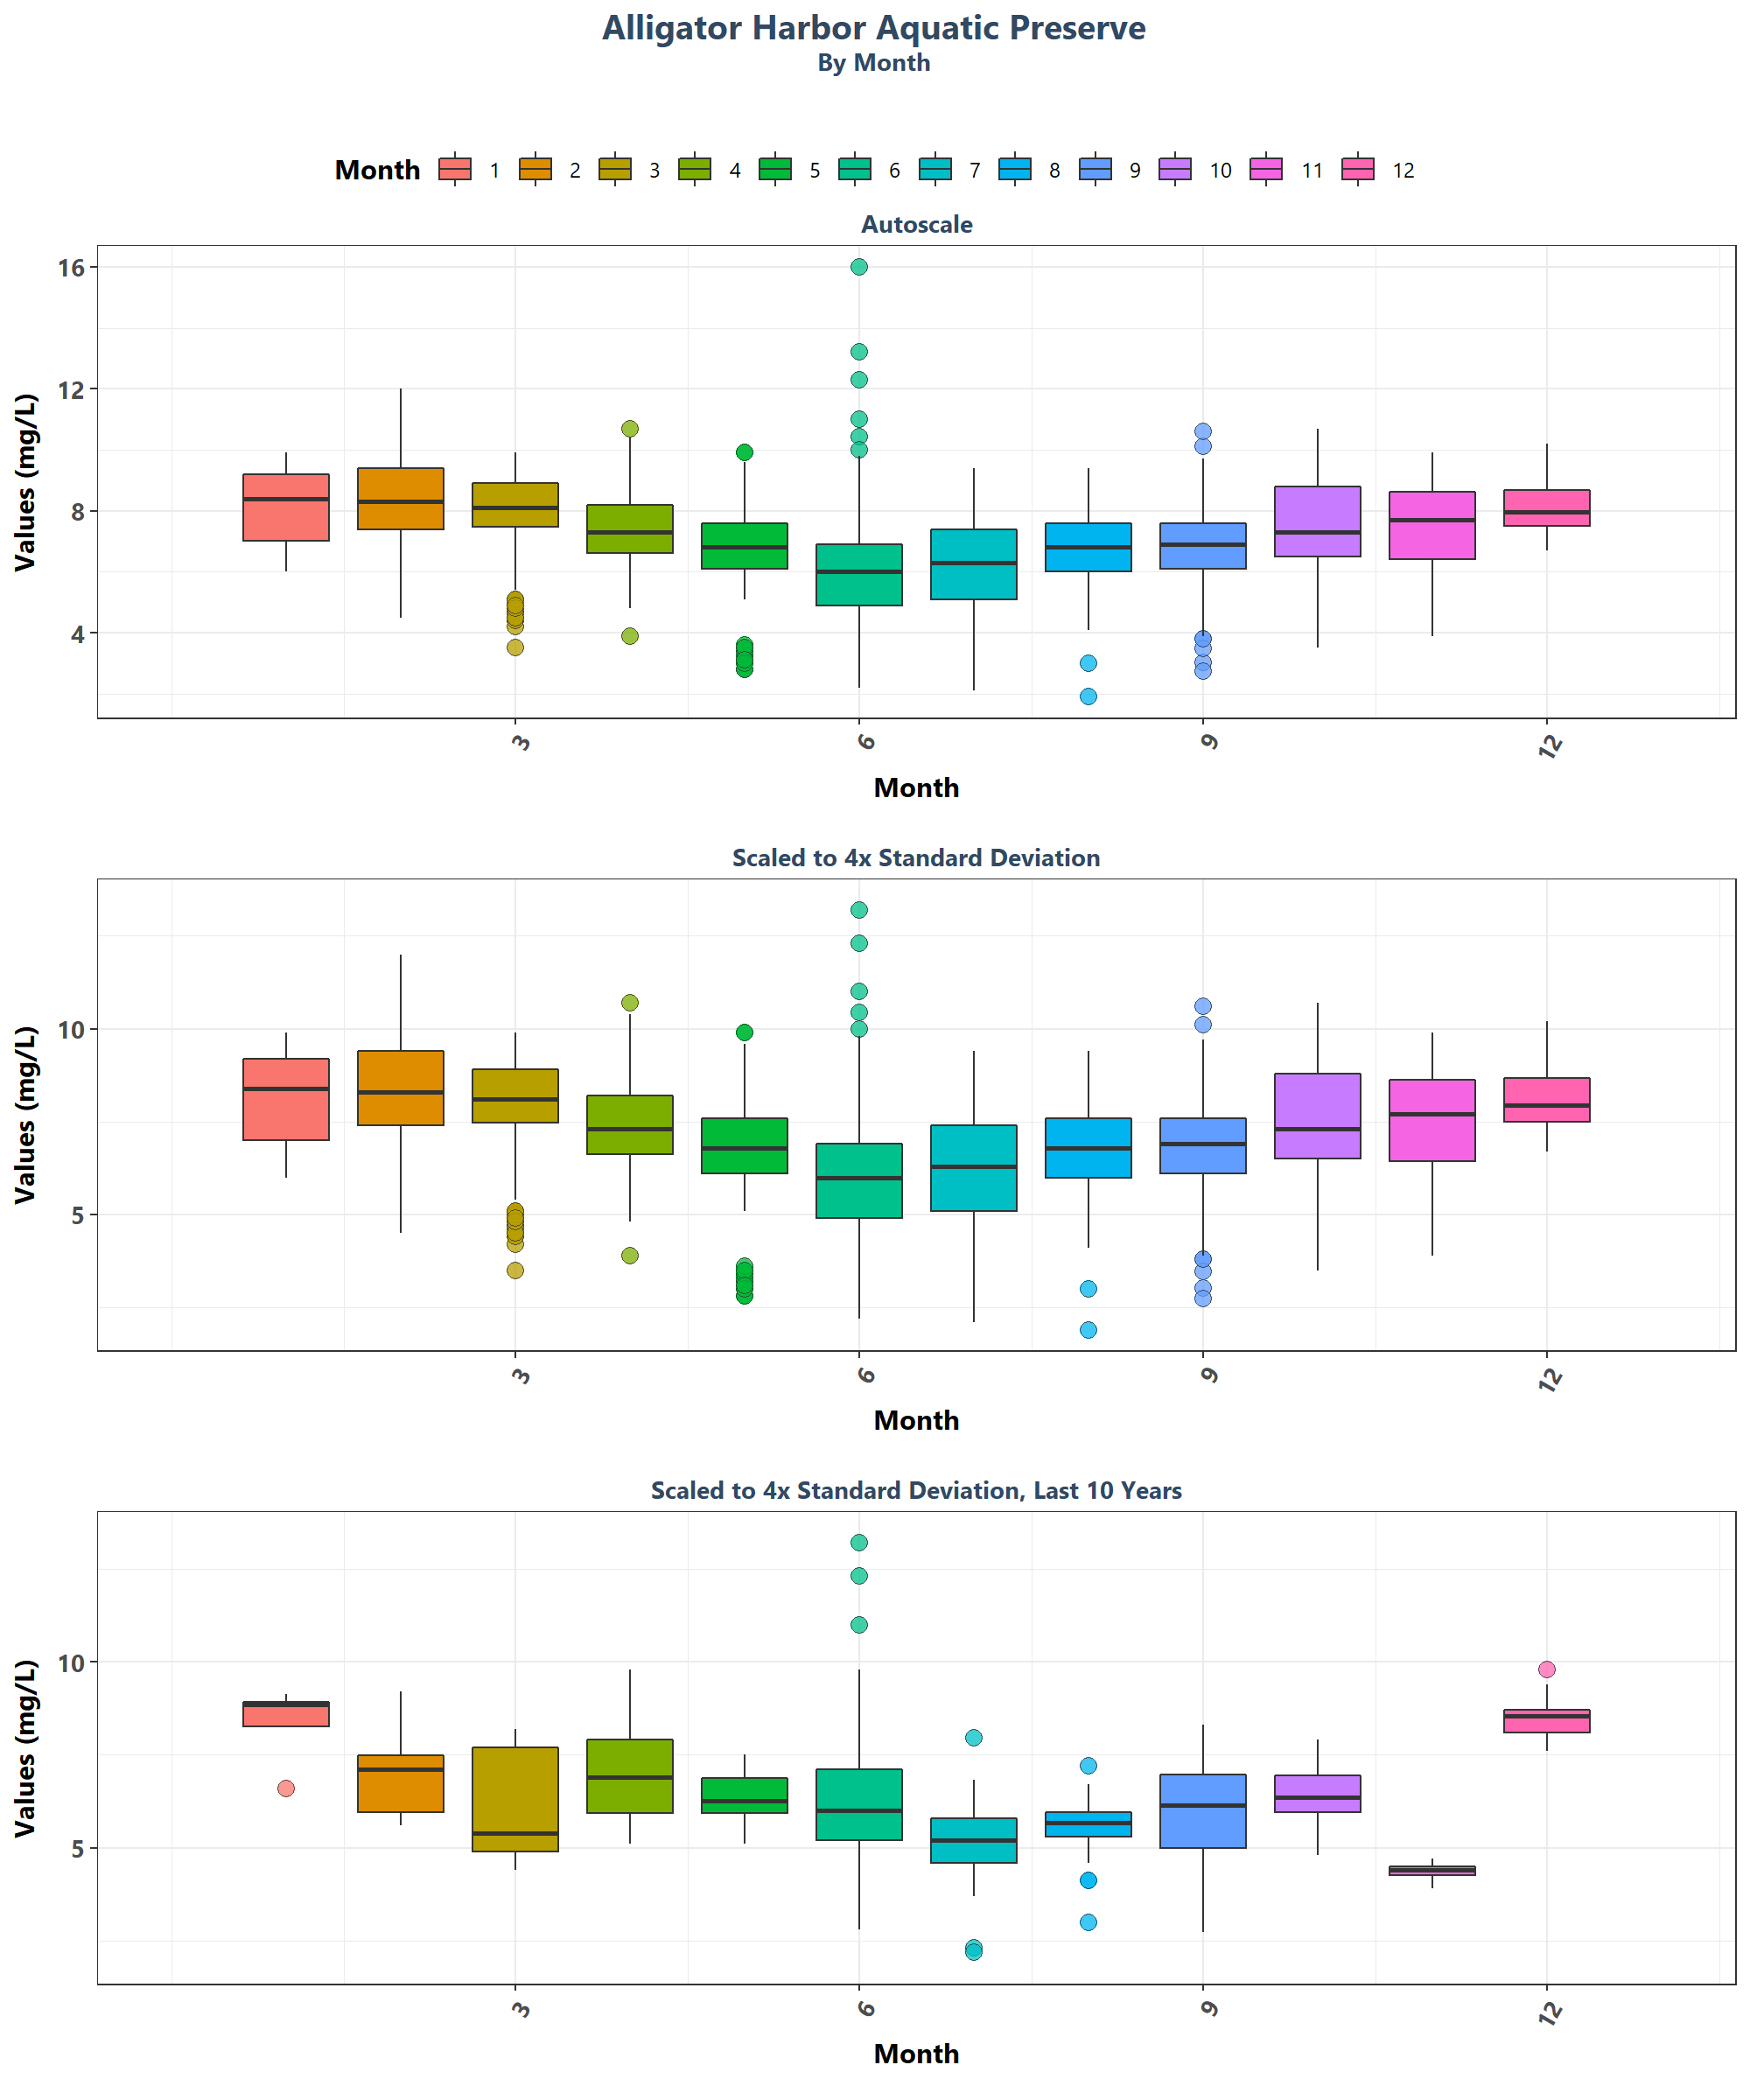 Alligator Harbor Aquatic Preserve
By Month
Month 1 2 3 4 5 6 7 8 9 10 11 12
Autoscale
Values (mg/L)
16
12
8
4
3 6 9 12
Month
Scaled to 4x Standard Deviation
Values (mg/L)
10
5
3 6 9 12
Month
Scaled to 4x Standard Deviation, Last 10 Years
Values (mg/L)
10
5
3 6 9 12
Month